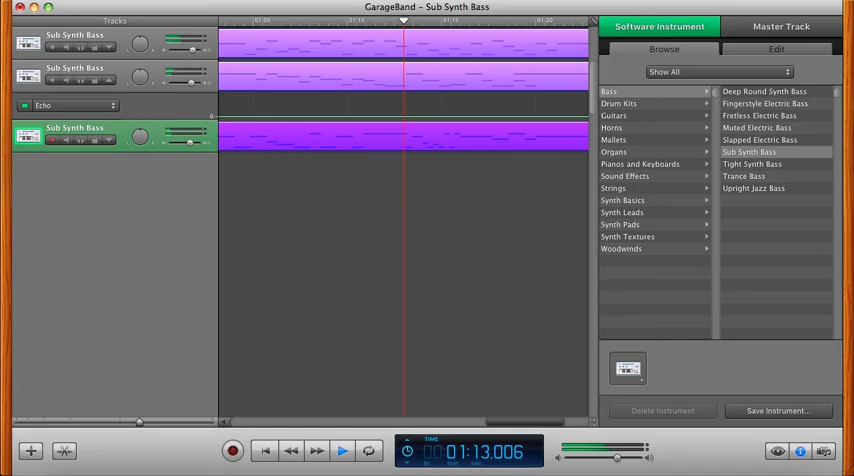 GarageBand - Sub Synth Bass
Tracks
01:05
01:10
01:15
01:20
Software Instrument
Master Track
Browse
Edit
Show All
Sub Synth Bass
Sub Synth Bass
Echo
0
Sub Synth Bass
Bass
Drum Kits
Guitars
Horns
Mallets
Organs
Pianos and Keyboards
Sound Effects
Strings
Synth Basics
Synth Leads
Synth Pads
Synth Textures
Woodwinds
Deep Round Synth Bass
Fingerstyle Electric Bass
Fretless Electric Bass
Muted Electric Bass
Slapped Electric Bass
Sub Synth Bass
Tight Synth Bass
Trance Bass
Upright Jazz Bass
Delete Instrument
Save Instrument...
TIME
01:13.006
hr
min
sec